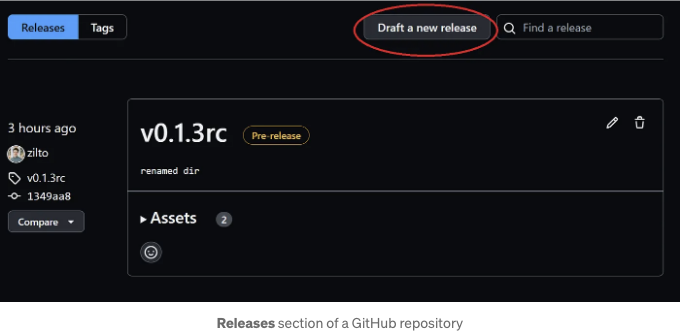 Releases Tags
Draft a new release
Find a release
3 hours ago
zilto
v0.1.3rc
1349aa8
Compare
v0.1.3rc Pre-release
renamed dir
Assets 2
Releases section of a GitHub repository